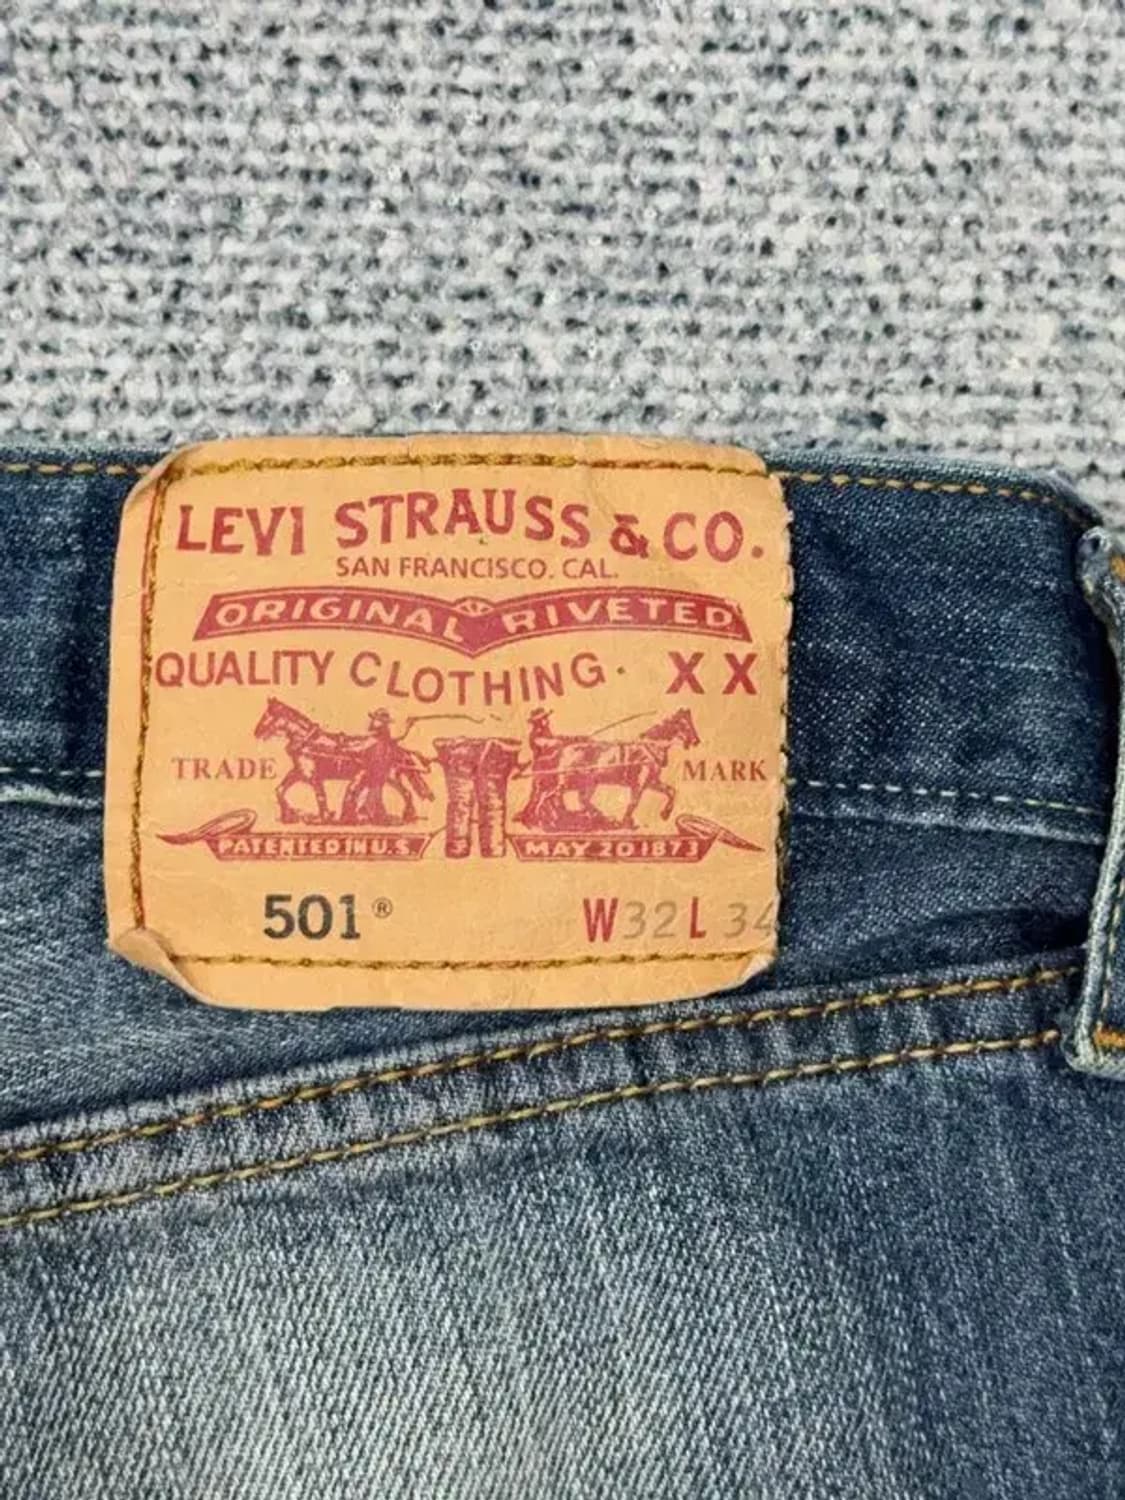 LEVI STRAUSS & CO.
SAN FRANCISCO. CAL.
ORIGINAL RIVETED
QUALITY CLOTHING. XX
TRADE MARK
PATENTED IN U.S. MAY 20 1873
501® W32 L 34